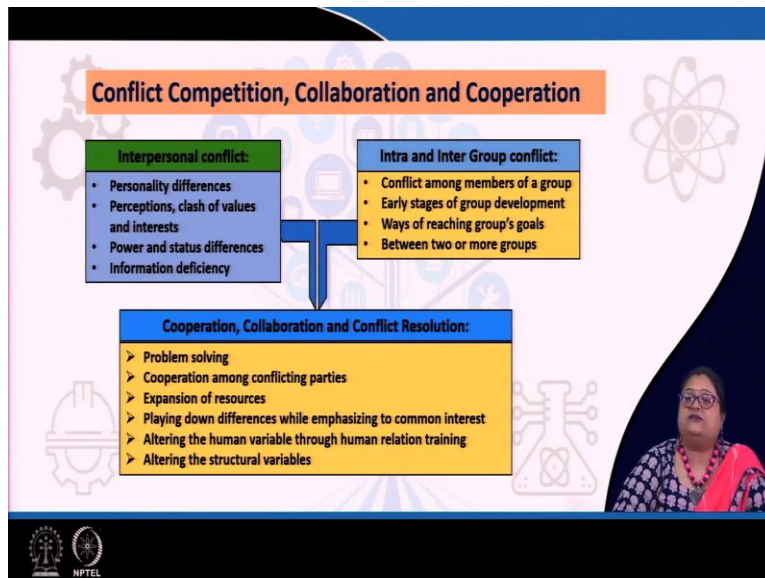 Conflict Competition, Collaboration and Cooperation
Interpersonal conflict:
• Personality differences
• Perceptions, clash of values
and interests
• Power and status differences
• Information deficiency
Intra and Inter Group conflict:
• Conflict among members of a group
• Early stages of group development
• Ways of reaching group's goals
• Between two or more groups
Cooperation, Collaboration and Conflict Resolution:
➢ Problem solving
➢ Cooperation among conflicting parties
➢ Expansion of resources
➢ Playing down differences while emphasizing to common interest
➢ Altering the human variable through human relation training
➢ Altering the structural variables
NPTEL